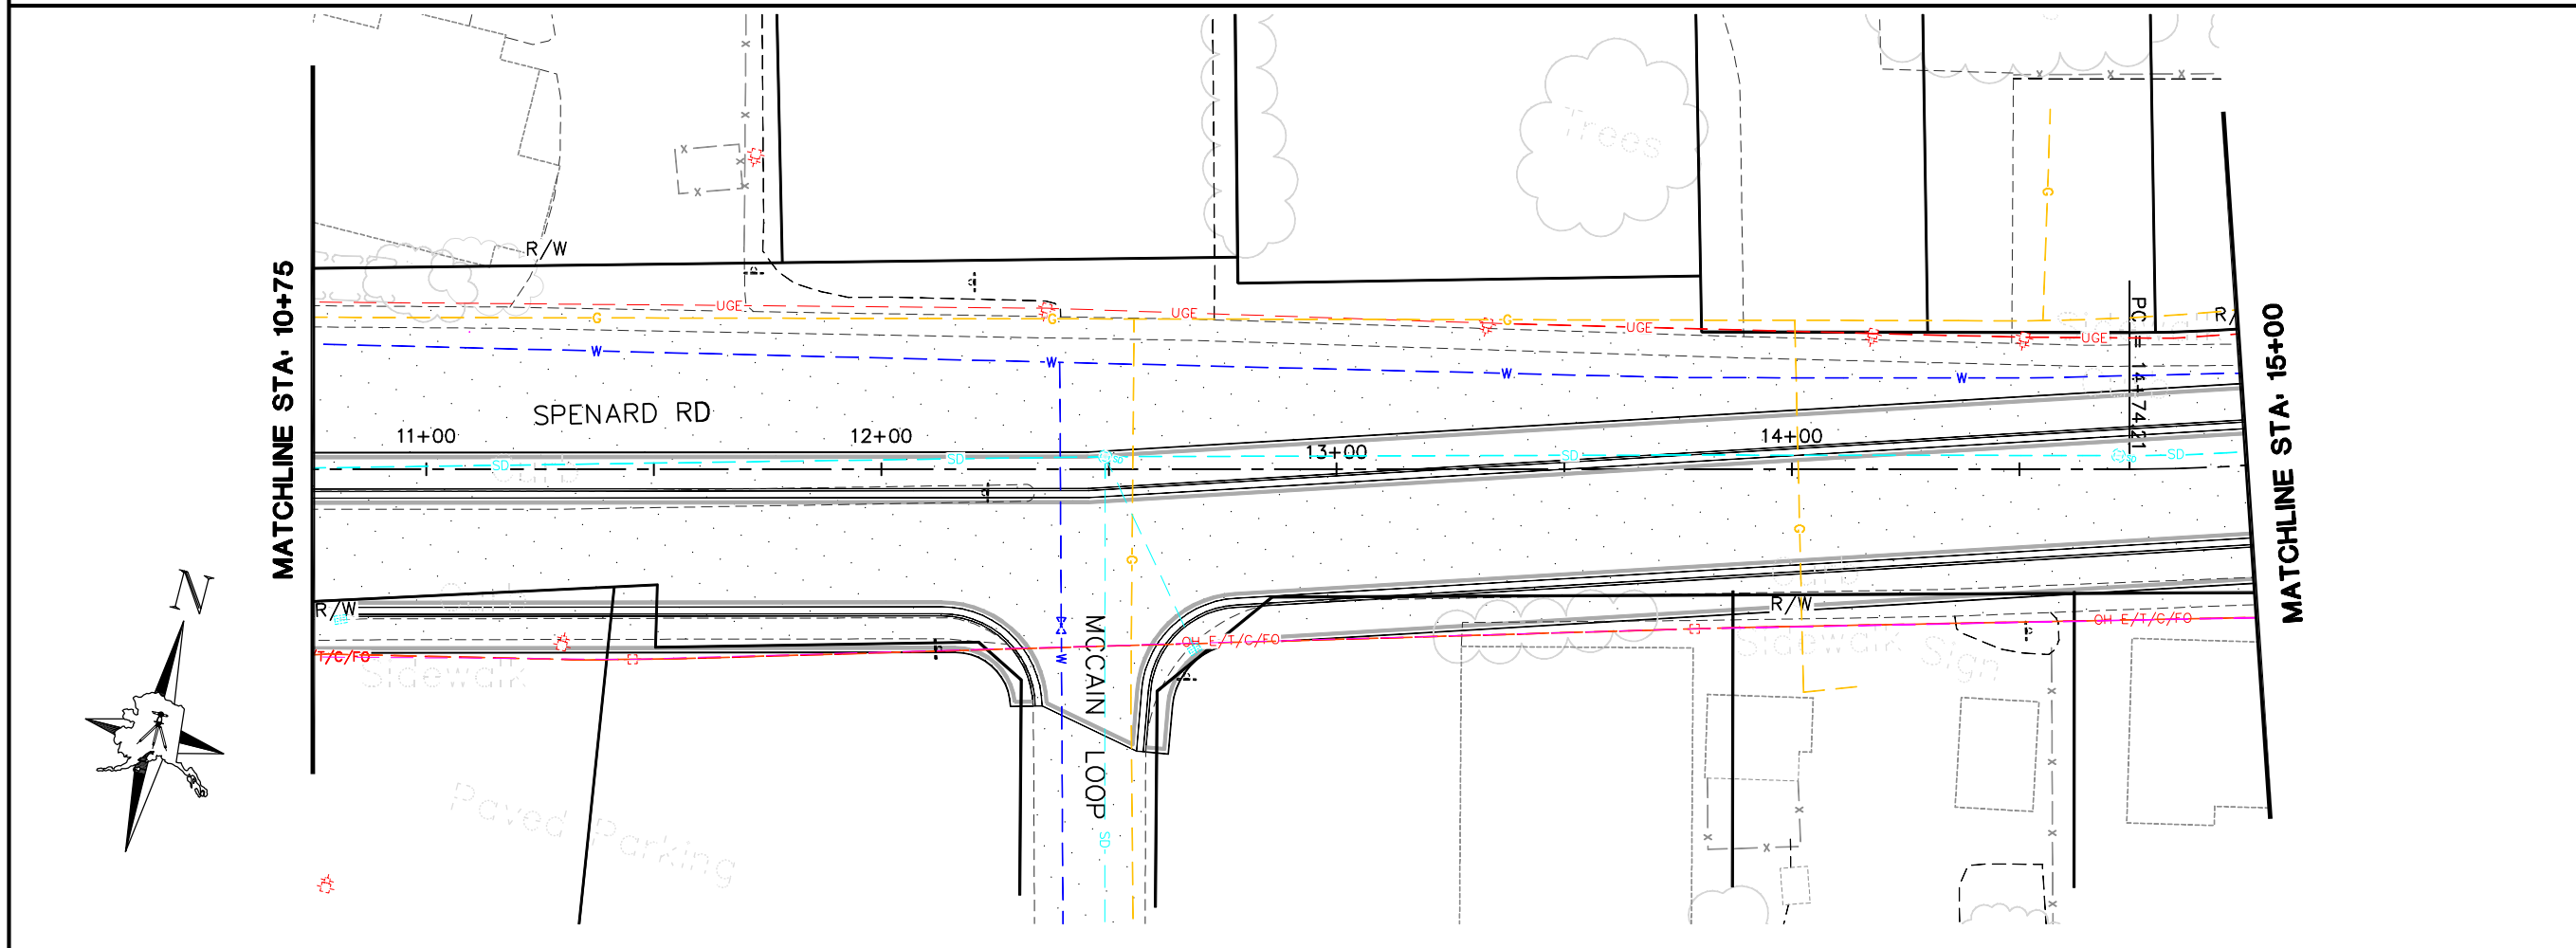 Trees
R/W
MATCHLINE STA: 10+75
UGE
UGE
UGE
UGE
G
G
G
G
W
W
W
W
R/
PC = 14+74.21
MATCHLINE STA: 15+00
SPENARD RD
11+00
12+00
13+00
14+00
SD
SD
SD
SD
Curb
G
G
N
R/W
R/W
T/C/FO
OH E/T/C/FO
OH E/T/C/FO
Sidewalk
Sidewalk
Sign
W
MCCAIN LOOP
SD
Paved Parking